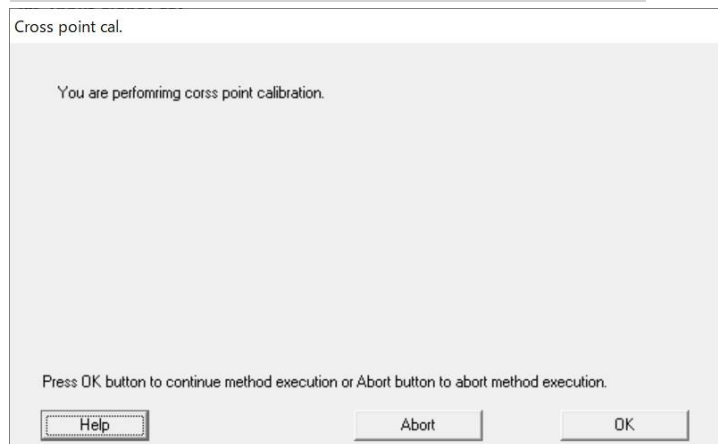 Cross point cal.
You are perfomrimg corss point calibration.
Press OK button to continue method execution or Abort button to abort method execution.
Help
Abort
OK